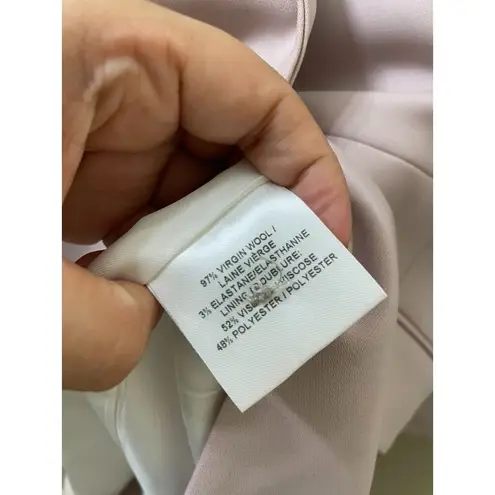 97% VIRGIN WOOL /
LAINE VIERGE
3% ELASTANE/ELASTHANNE
LINING / DOUBLURE:
52% VISCOSE/VISCOSE
48% POLYESTER / POLYESTER